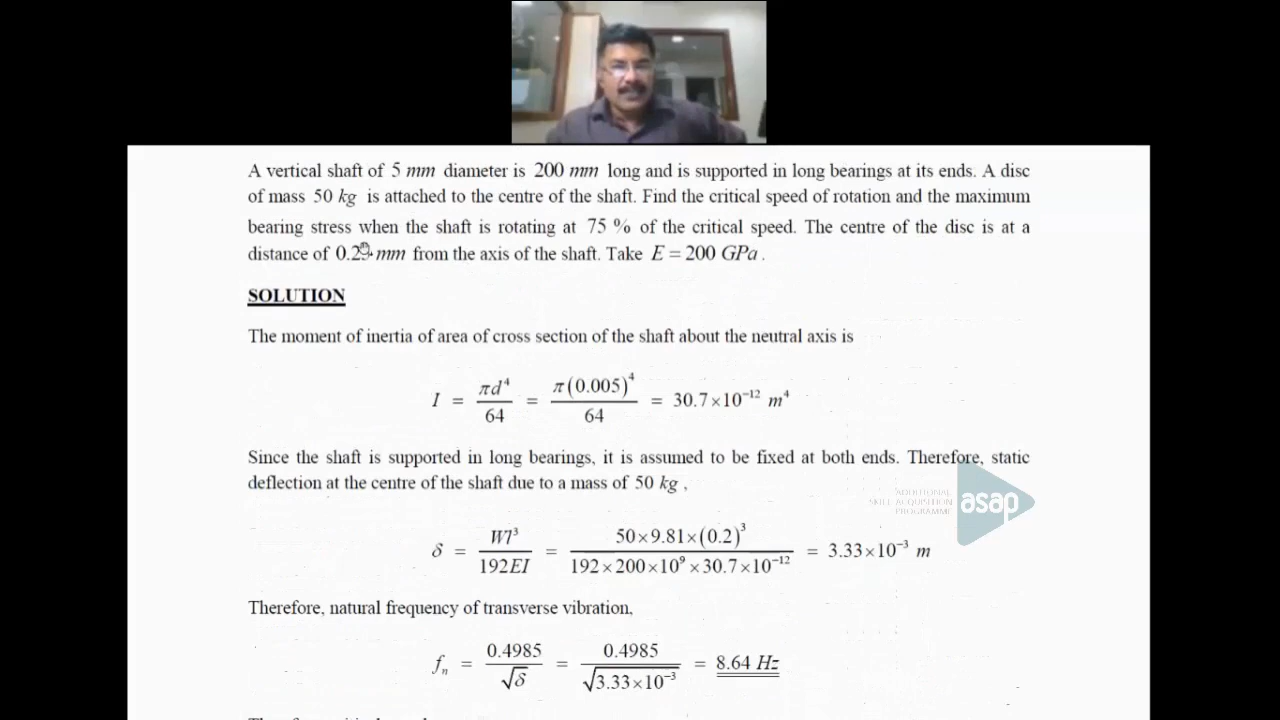 A vertical shaft of 5 mm diameter is 200 mm long and is supported in long bearings at its ends. A disc
of mass 50 kg is attached to the centre of the shaft. Find the critical speed of rotation and the maximum
bearing stress when the shaft is rotating at 75 % of the critical speed. The centre of the disc is at a
distance of mm from the axis of the shaft. Take E = 200 GPa .
SOLUTION
The moment of inertia of area of cross section of the shaft about the neutral axis is
I = πd⁴/64 = π(0.005)⁴/64 = 30.7×10⁻¹² m⁴
Since the shaft is supported in long bearings, it is assumed to be fixed at both ends. Therefore, static
deflection at the centre of the shaft due to a mass of 50 kg ,
ADDITIONAL
SKILL ACQUISITION
PROGRAMME
asap
δ = Wl³/192EI = 50×9.81×(0.2)³/192×200×10⁹×30.7×10⁻¹² = 3.33×10⁻³ m
Therefore, natural frequency of transverse vibration,
fₙ = 0.4985/√δ = 0.4985/√3.33×10⁻³ = 8.64 Hz